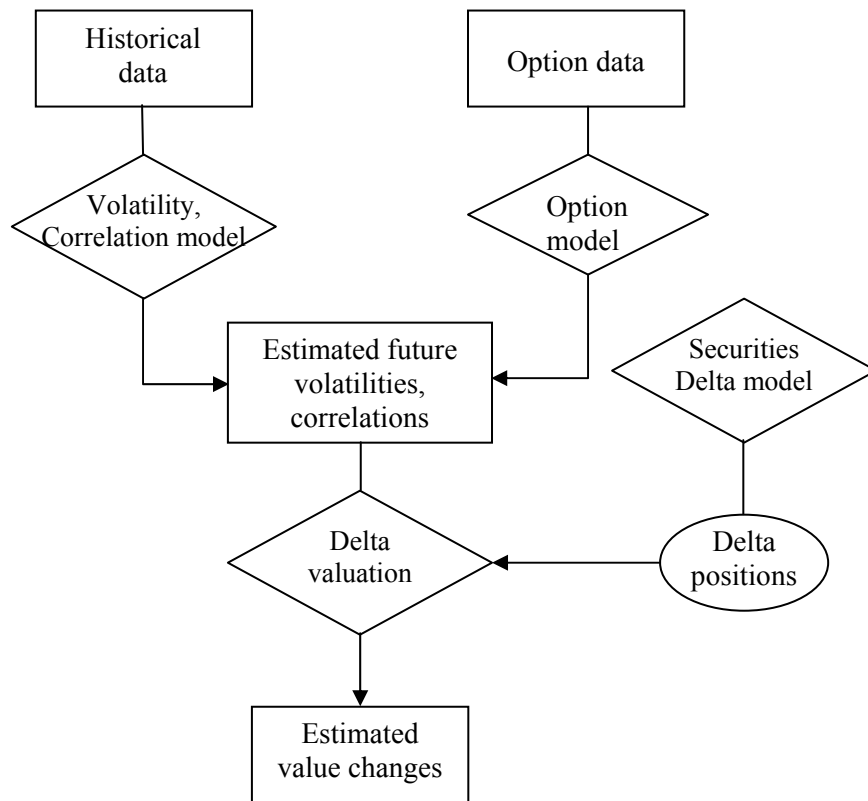 Historical
data
Option data
Volatility,
Correlation model
Option
model
Estimated future
volatilities,
correlations
Securities
Delta model
Delta
valuation
Delta
positions
Estimated
value changes